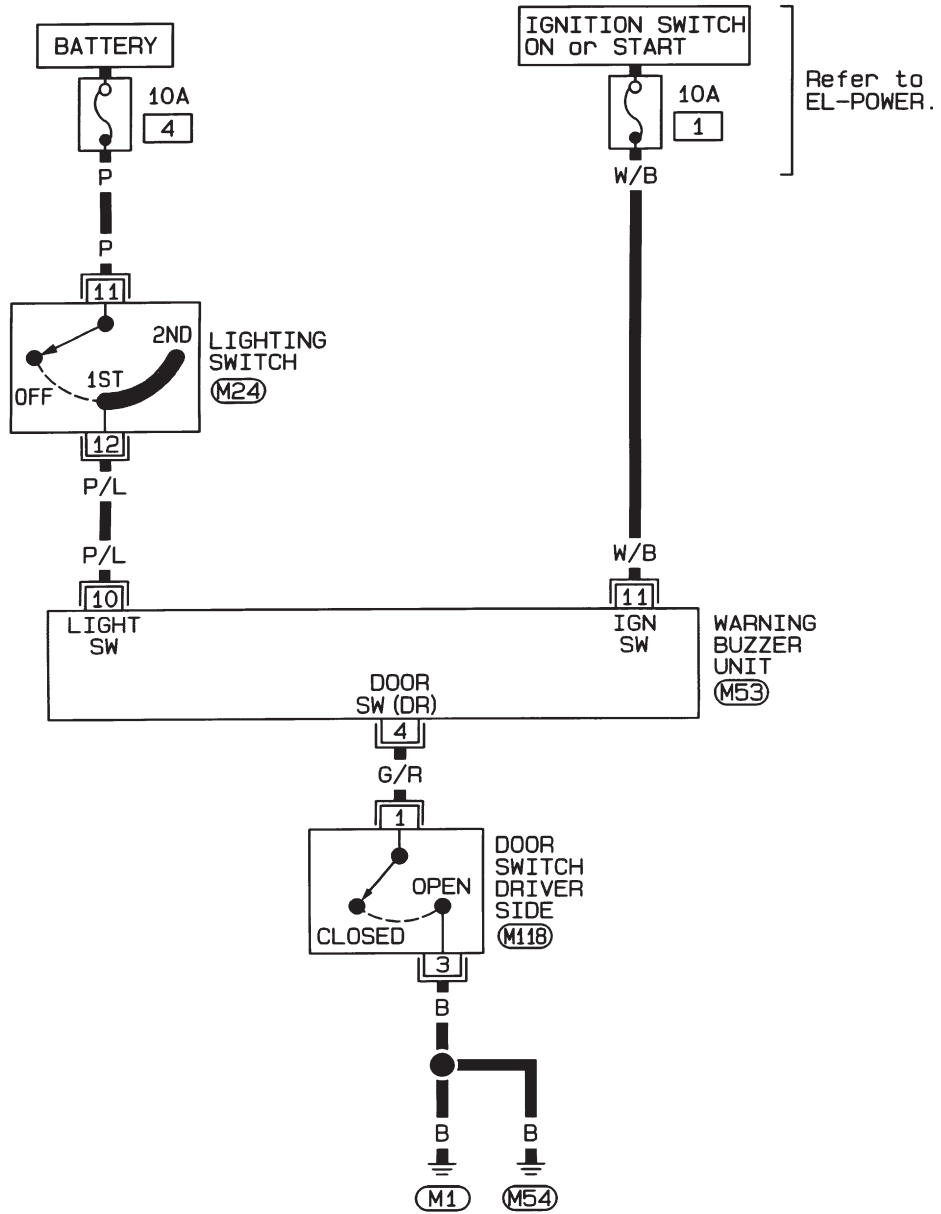 BATTERY
IGNITION SWITCH
ON or START
10A
4
10A
1
Refer to
EL-POWER.
P
W/B
P
11
2ND
1ST
OFF
LIGHTING
SWITCH
M24
12
P/L
P/L
W/B
10
11
LIGHT
SW
IGN
SW
DOOR
SW (DR)
WARNING
BUZZER
UNIT
M53
4
G/R
1
OPEN
CLOSED
DOOR
SWITCH
DRIVER
SIDE
M118
3
B
B
B
M1
M54